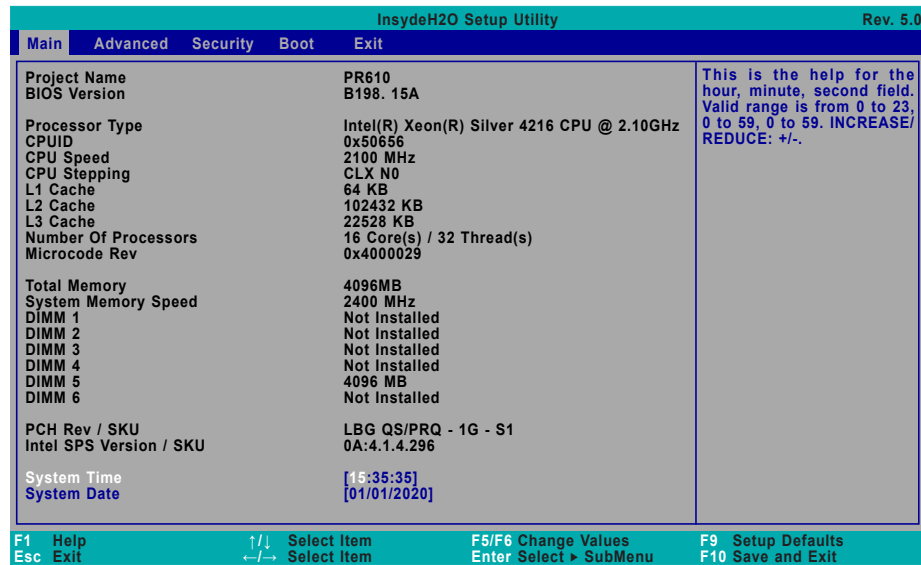 InsydeH2O Setup Utility Rev. 5.0
Main Advanced Security Boot Exit
Project Name PR610
BIOS Version B198. 15A
Processor Type Intel(R) Xeon(R) Silver 4216 CPU @ 2.10GHz
CPUID 0x50656
CPU Speed 2100 MHz
CPU Stepping CLX N0
L1 Cache 64 KB
L2 Cache 102432 KB
L3 Cache 22528 KB
Number Of Processors 16 Core(s) / 32 Thread(s)
Microcode Rev 0x4000029
Total Memory 4096MB
System Memory Speed 2400 MHz
DIMM 1 Not Installed
DIMM 2 Not Installed
DIMM 3 Not Installed
DIMM 4 Not Installed
DIMM 5 4096 MB
DIMM 6 Not Installed
PCH Rev / SKU LBG QS/PRQ - 1G - S1
Intel SPS Version / SKU 0A:4.1.4.296
System Time [15:35:35]
System Date [01/01/2020]
This is the help for the
hour, minute, second field.
Valid range is from 0 to 23,
0 to 59, 0 to 59. INCREASE/
REDUCE: +/-.
F1 Help ↑/↓ Select Item F5/F6 Change Values F9 Setup Defaults
Esc Exit ←/→ Select Item Enter Select ▸ SubMenu F10 Save and Exit